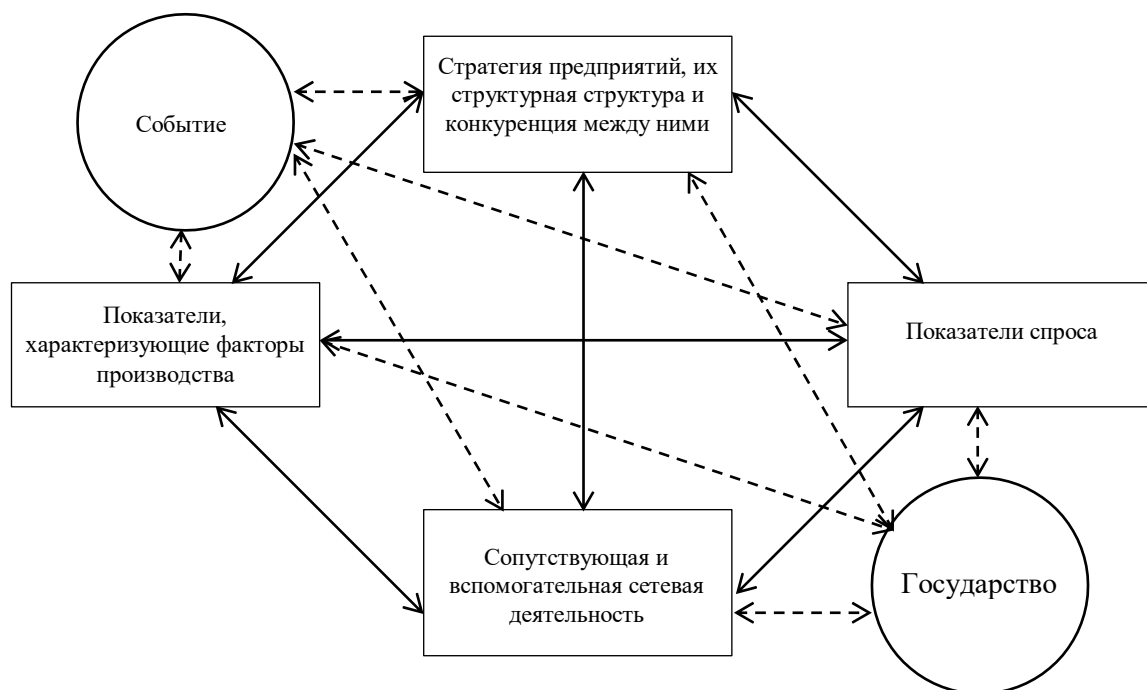 Стратегия предприятий, их
структурная структура и
конкуренция между ними
Событие
Показатели,
характеризующие факторы
производства
Показатели спроса
Сопутствующая и
вспомогательная сетевая
деятельность
Государство